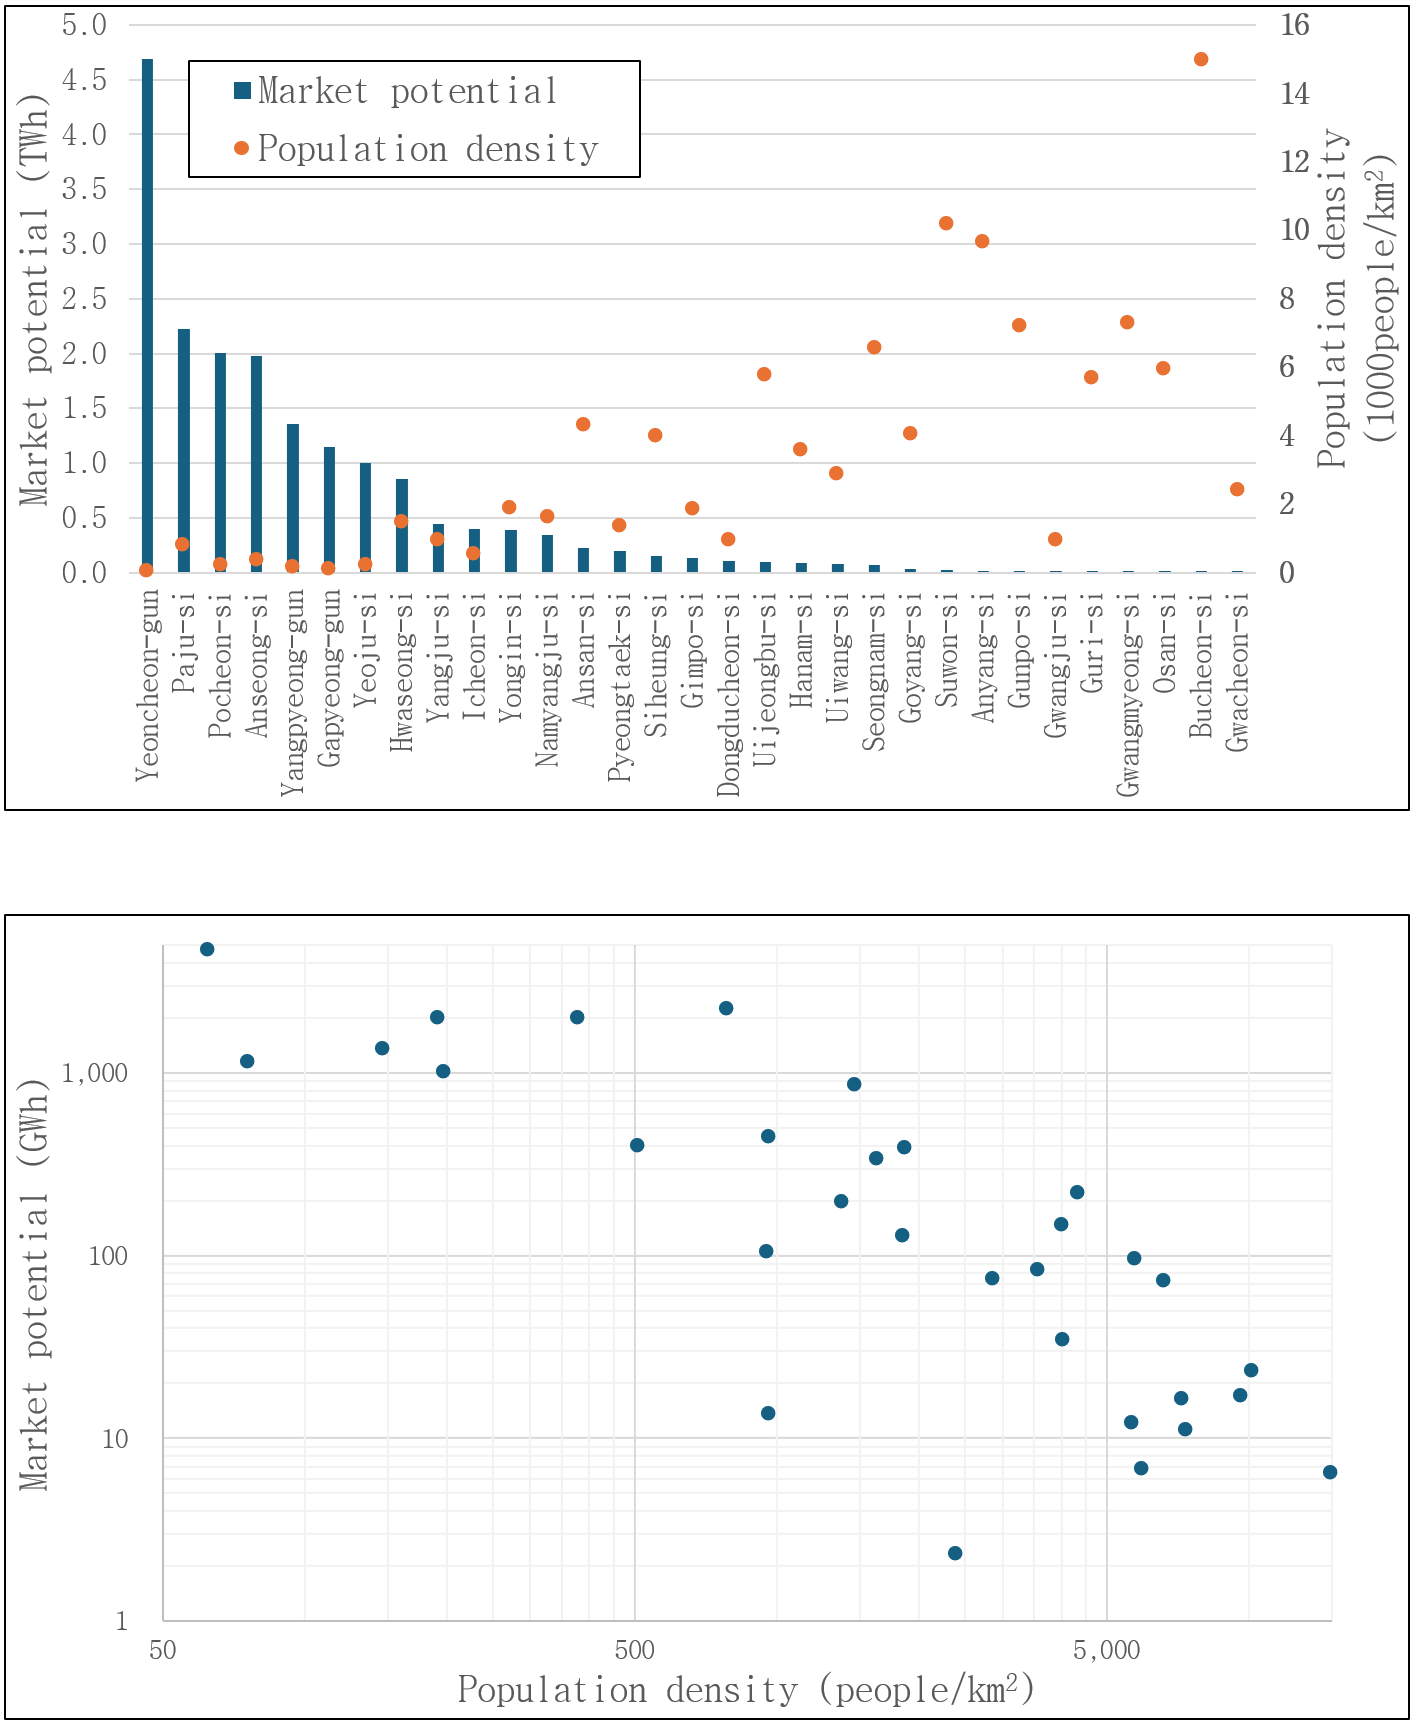 Market potential
Population density
5.0
4.5
4.0
3.5
3.0
2.5
2.0
1.5
1.0
0.5
0.0
Market potential (TWh)
16
14
12
10
8
6
4
2
0
Population density
(1000people/km²)
Yeoncheon-gun
Paju-si
Pocheon-si
Anseong-si
Yangpyeong-gun
Gapyeong-gun
Yeoju-si
Hwaseong-si
Yangju-si
Icheon-si
Yongin-si
Namyangju-si
Ansan-si
Pyeongtaek-si
Siheung-si
Gimpo-si
Dongducheon-si
Uijeongbu-si
Hanam-si
Uiwang-si
Seongnam-si
Goyang-si
Suwon-si
Anyang-si
Gunpo-si
Gwangju-si
Guri-si
Gwangmyeong-si
Osan-si
Bucheon-si
Gwacheon-si
Market potential (GWh)
1,000
100
10
1
50
500
5,000
Population density (people/km²)